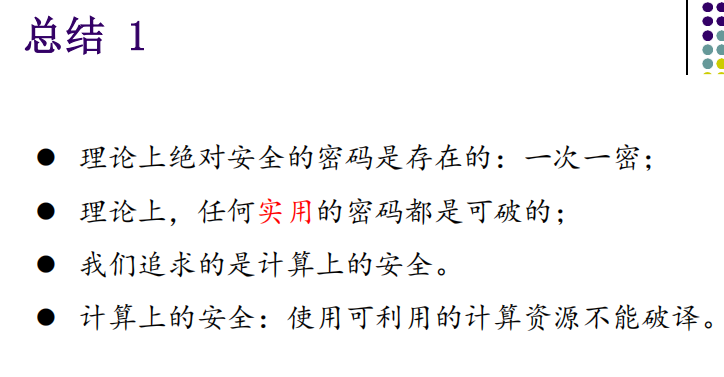 总结 1
● 理论上绝对安全的密码是存在的：一次一密；
● 理论上，任何实用的密码都是可破的；
● 我们追求的是计算上的安全。
● 计算上的安全：使用可利用的计算资源不能破译。